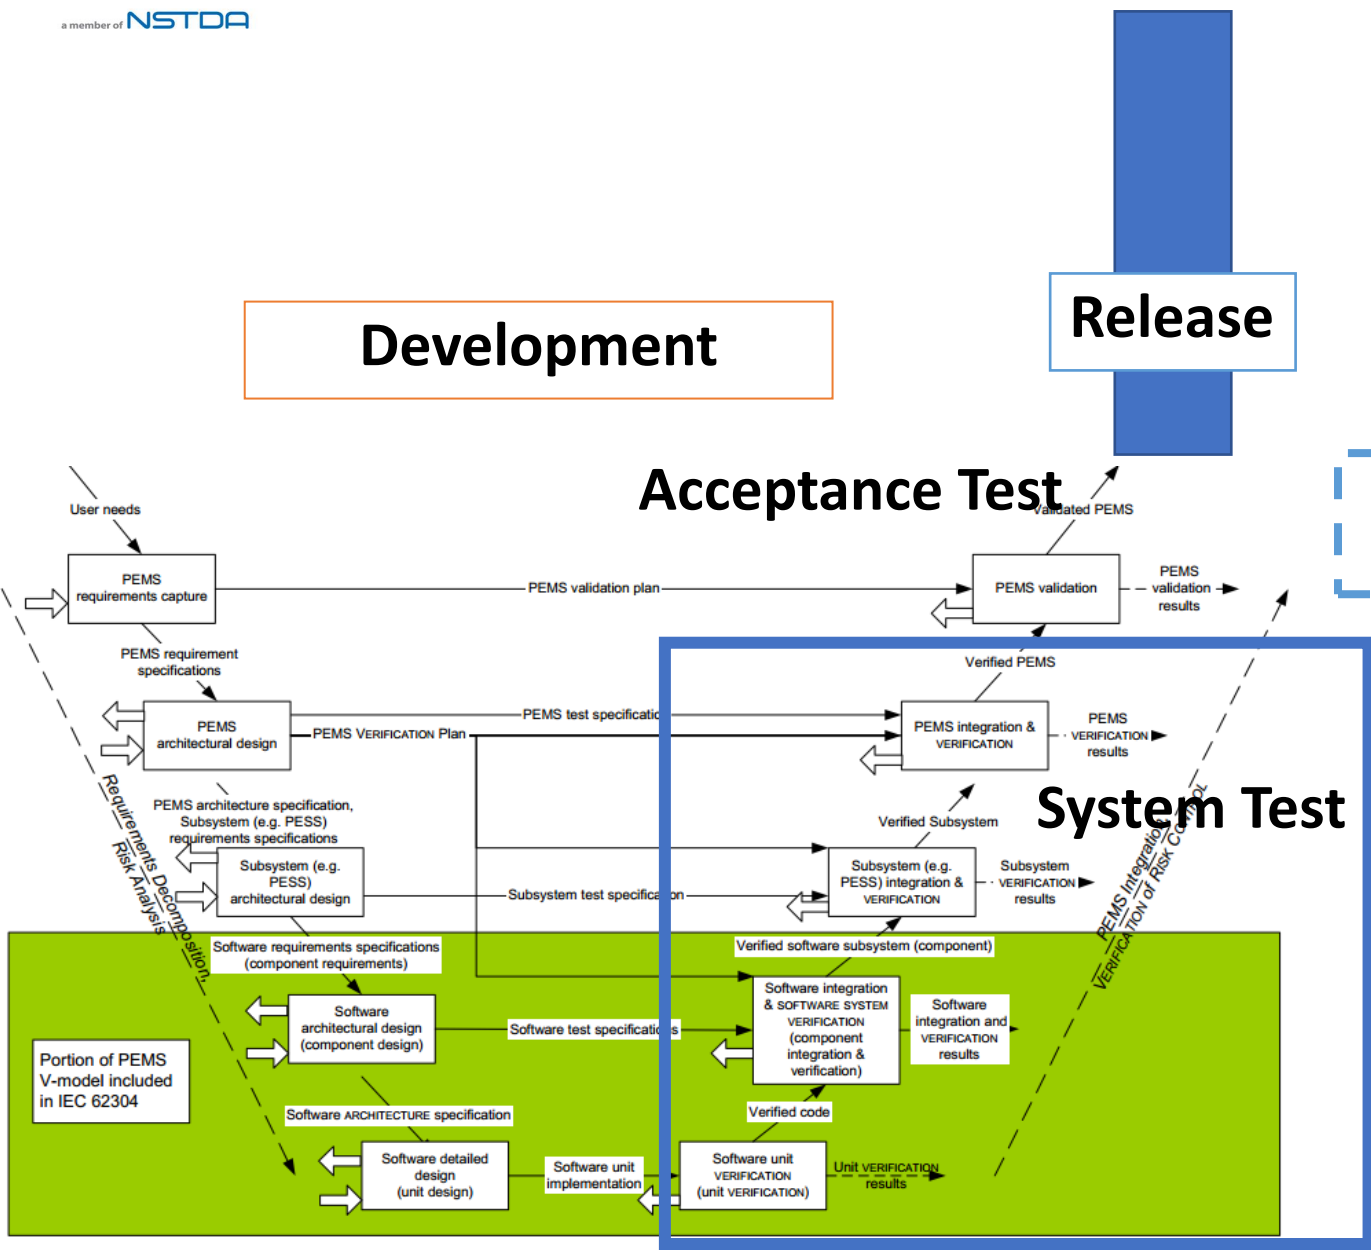 a member of NSTDA
Release
Development
Acceptance Test
User needs
Validated PEMS
PEMS
requirements capture
PEMS validation plan
PEMS validation
PEMS
validation
results
PEMS requirement
specifications
Verified PEMS
PEMS
architectural design
PEMS test specification
PEMS VERIFICATION Plan
PEMS integration &
VERIFICATION
PEMS
VERIFICATION
results
System Test
PEMS architecture specification,
Subsystem (e.g. PESS)
requirements specifications
Verified Subsystem
Requirements Decomposition,
Risk Analysis
PEMS Integration,
VERIFICATION of RISK CONTROL
Subsystem (e.g.
PESS)
architectural design
Subsystem test specification
Subsystem (e.g.
PESS) integration &
VERIFICATION
Subsystem
VERIFICATION
results
Software requirements specifications
(component requirements)
Verified software subsystem (component)
Software
architectural design
(component design)
Software test specifications
Software integration
& SOFTWARE SYSTEM
VERIFICATION
(component
integration &
verification)
Software
integration and
VERIFICATION
results
Portion of PEMS
V-model included
in IEC 62304
Software ARCHITECTURE specification
Verified code
Software detailed
design
(unit design)
Software unit
implementation
Software unit
VERIFICATION
(unit VERIFICATION)
Unit VERIFICATION
results